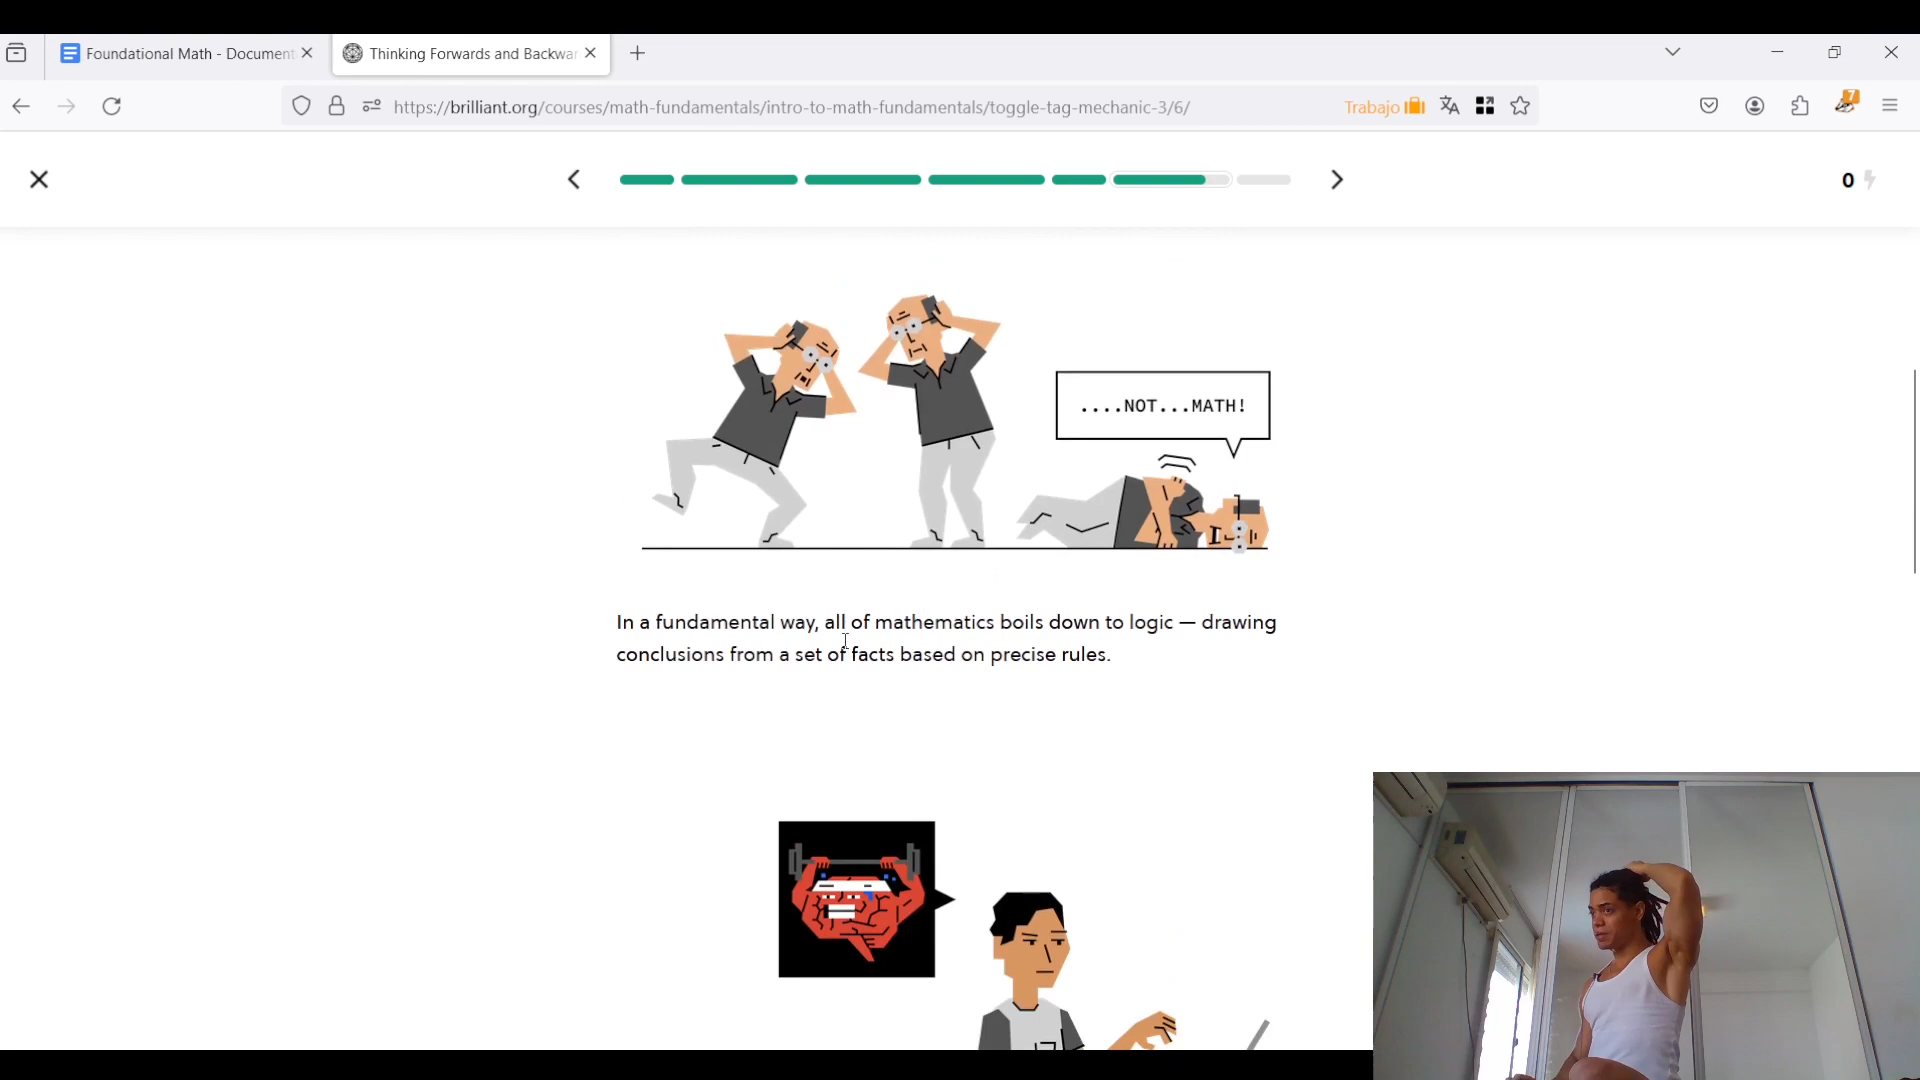 Foundational Math - Document
Thinking Forwards and Backwar
https://brilliant.org/courses/math-fundamentals/intro-to-math-fundamentals/toggle-tag-mechanic-3/6/
Trabajo
7
0
....NOT...MATH!
In a fundamental way, all of mathematics boils down to logic — drawing
conclusions from a set of facts based on precise rules.